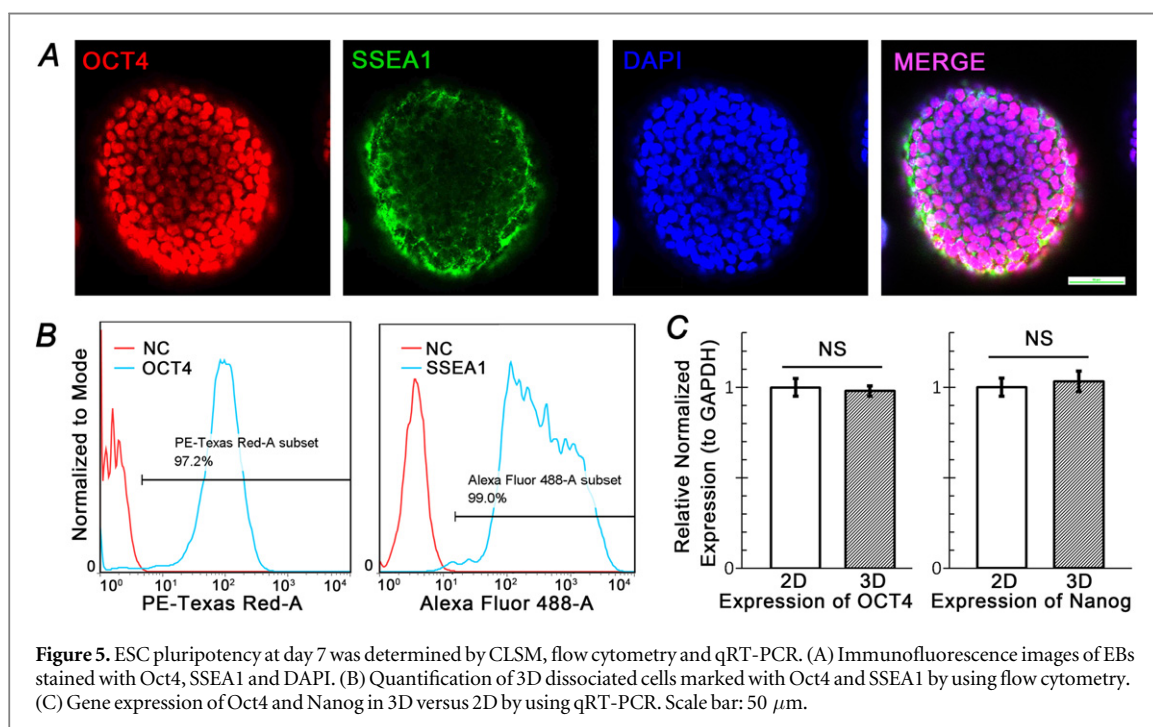 A
OCT4
SSEA1
DAPI
MERGE
B
Normalized to Mode
NC
OCT4
PE-Texas Red-A subset
97.2%
0
10⁰ 10¹ 10² 10³ 10⁴
PE-Texas Red-A
NC
SSEA1
Alexa Fluor 488-A subset
99.0%
0
10⁰ 10¹ 10² 10³ 10⁴
Alexa Fluor 488-A
C
Relative Normalized
Expression (to GAPDH)
NS
1
0
2D 3D
Expression of OCT4
NS
1
0
2D 3D
Expression of Nanog
Figure 5. ESC pluripotency at day 7 was determined by CLSM, flow cytometry and qRT-PCR. (A) Immunofluorescence images of EBs
stained with Oct4, SSEA1 and DAPI. (B) Quantification of 3D dissociated cells marked with Oct4 and SSEA1 by using flow cytometry.
(C) Gene expression of Oct4 and Nanog in 3D versus 2D by using qRT-PCR. Scale bar: 50 μm.